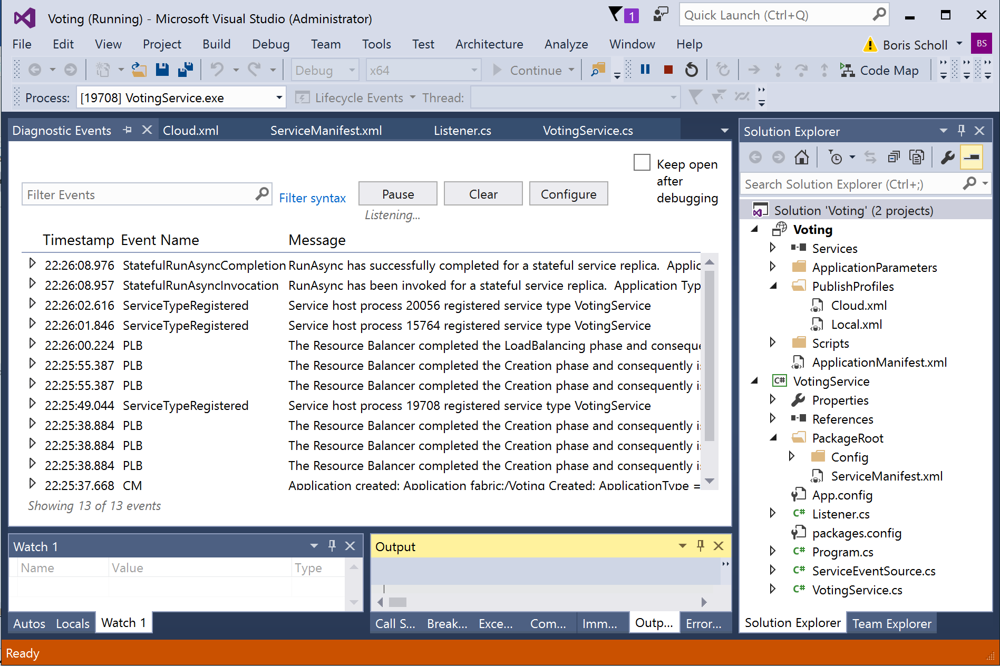 Voting (Running) - Microsoft Visual Studio (Administrator)
1
Quick Launch (Ctrl+Q)
File Edit View Project Build Debug Team Tools Test Architecture Analyze Window Help
Boris Scholl BS
Debug x64 Continue Code Map
Process: [19708] VotingService.exe Lifecycle Events Thread:
Diagnostic Events Cloud.xml ServiceManifest.xml Listener.cs VotingService.cs
Keep open
after
debugging
Filter Events Filter syntax Pause Clear Configure
Listening...
Timestamp Event Name Message
22:26:08.976 StatefulRunAsyncCompletion RunAsync has successfully completed for a stateful service replica. Applic
22:26:08.957 StatefulRunAsyncInvocation RunAsync has been invoked for a stateful service replica. Application Typ
22:26:02.616 ServiceTypeRegistered Service host process 20056 registered service type VotingService
22:26:01.846 ServiceTypeRegistered Service host process 15764 registered service type VotingService
22:26:00.224 PLB The Resource Balancer completed the LoadBalancing phase and conseque
22:25:55.387 PLB The Resource Balancer completed the Creation phase and consequently is
22:25:55.387 PLB The Resource Balancer completed the Creation phase and consequently is
22:25:49.044 ServiceTypeRegistered Service host process 19708 registered service type VotingService
22:25:38.884 PLB The Resource Balancer completed the Creation phase and consequently is
22:25:38.884 PLB The Resource Balancer completed the Creation phase and consequently is
22:25:38.884 PLB The Resource Balancer completed the Creation phase and consequently is
22:25:37.668 CM Application created: Application fabric:/Voting Created: ApplicationType =
Showing 13 of 13 events
Watch 1
Name Value Type
Autos Locals Watch 1
Output
Call S... Break... Exce... Com... Imm... Outp... Error...
Solution Explorer
Search Solution Explorer (Ctrl+;)
Solution 'Voting' (2 projects)
Voting
Services
ApplicationParameters
PublishProfiles
Cloud.xml
Local.xml
Scripts
ApplicationManifest.xml
C# VotingService
Properties
References
PackageRoot
Config
ServiceManifest.xml
App.config
C# Listener.cs
packages.config
C# Program.cs
C# ServiceEventSource.cs
C# VotingService.cs
Solution Explorer Team Explorer
Ready